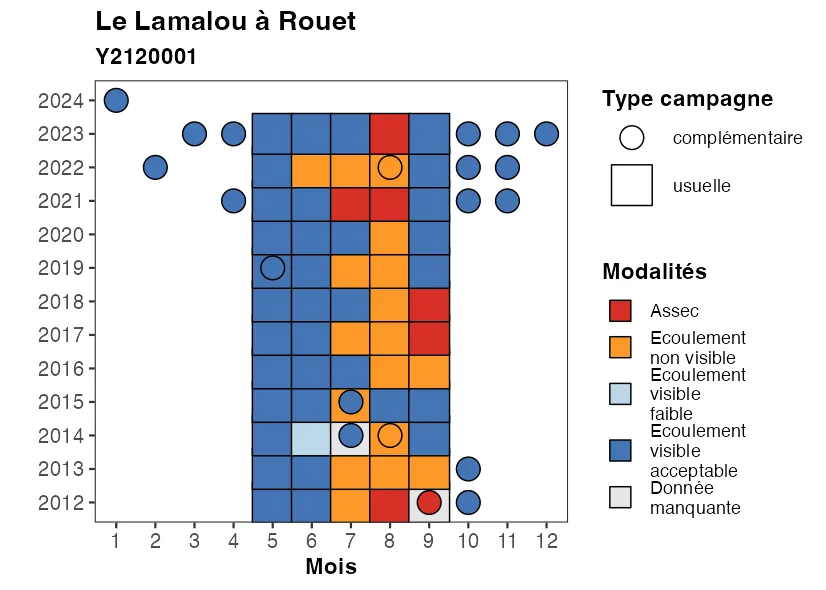 Le Lamalou à Rouet
Y2120001
2024
2023
2022
2021
2020
2019
2018
2017
2016
2015
2014
2013
2012
1 2 3 4 5 6 7 8 9 10 11 12
Mois
Type campagne
complémentaire
usuelle
Modalités
Assec
Ecoulement
non visible
Ecoulement
visible
faible
Ecoulement
visible
acceptable
Donnée
manquante